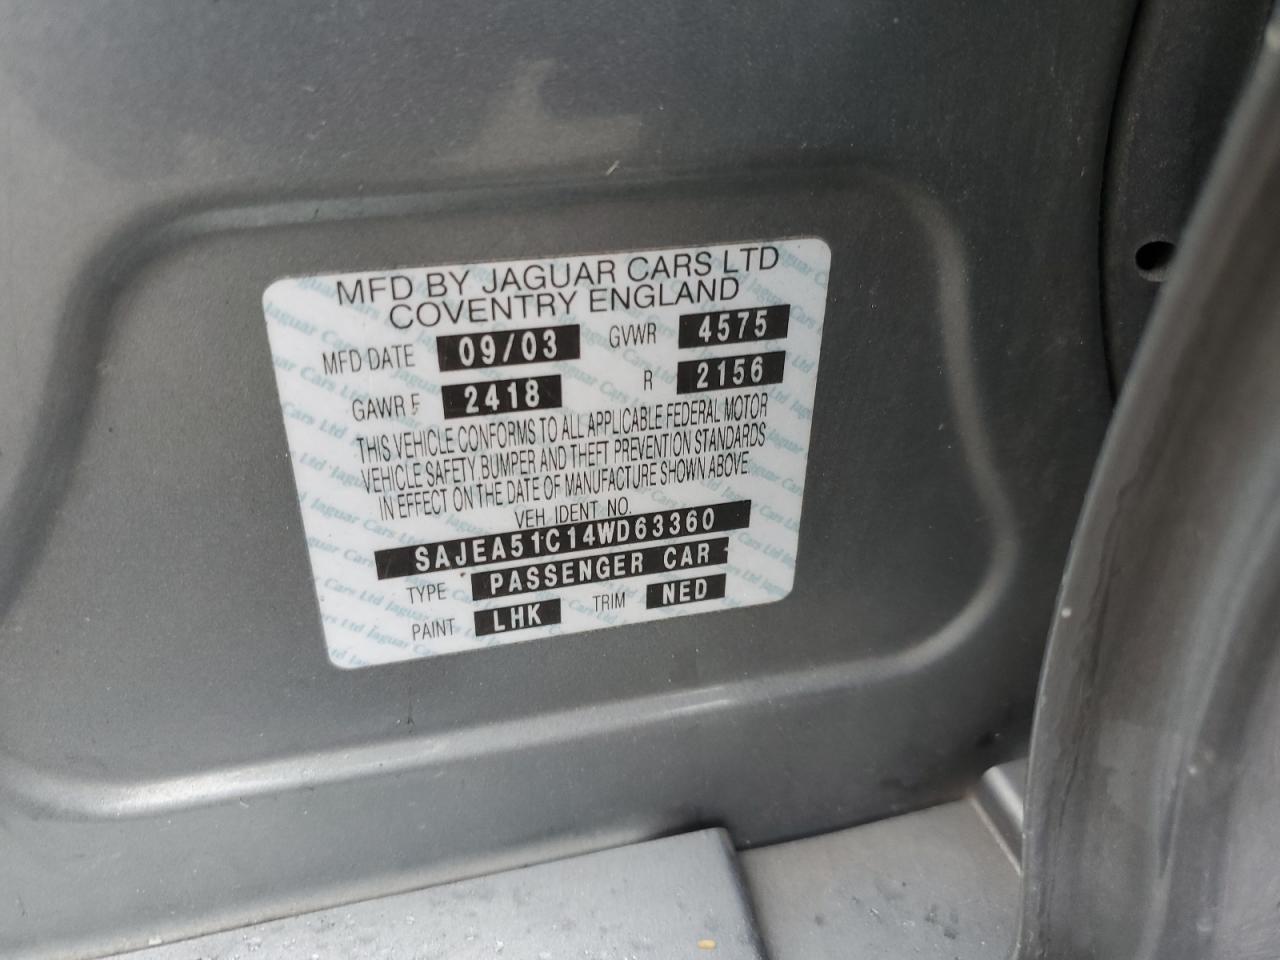 MFD BY JAGUAR CARS LTD
COVENTRY ENGLAND
MFD DATE 09/03 GVWR 4575
GAWR F 2418 R 2156
THIS VEHICLE CONFORMS TO ALL APPLICABLE FEDERAL MOTOR
VEHICLE SAFETY BUMPER AND THEFT PREVENTION STANDARDS
IN EFFECT ON THE DATE OF MANUFACTURE SHOWN ABOVE.
VEH. IDENT. NO.
SAJEA51C14WD63360
TYPE PASSENGER CAR
PAINT LHK TRIM NED